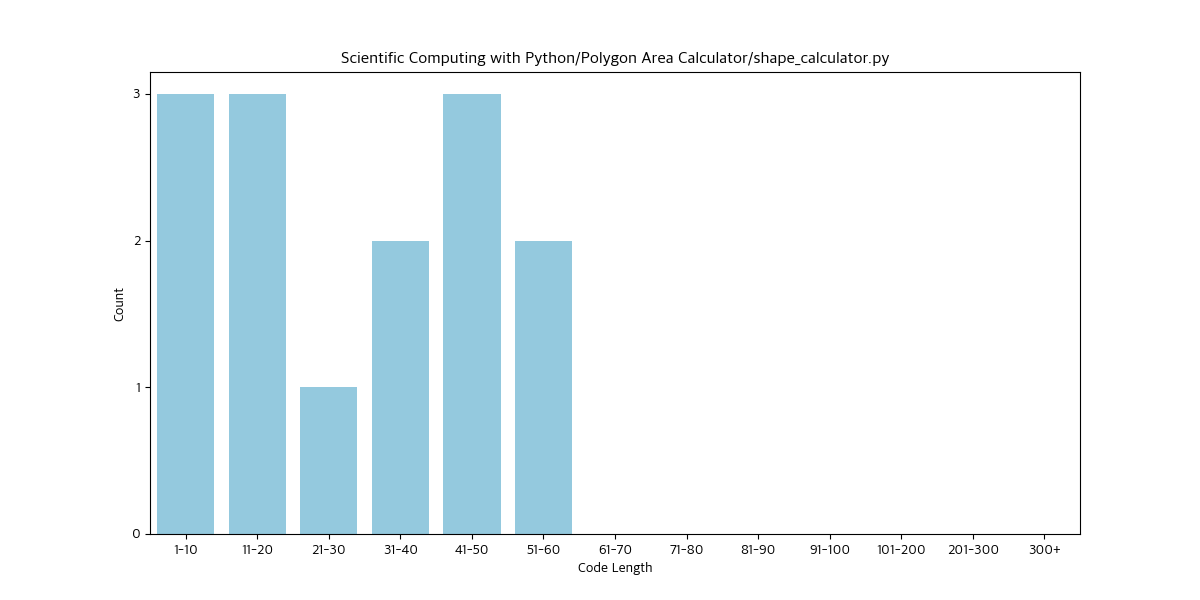 Scientific Computing with Python/Polygon Area Calculator/shape_calculator.py
3
2
1
0
Count
1-10 11-20 21-30 31-40 41-50 51-60 61-70 71-80 81-90 91-100 101-200 201-300 300+
Code Length